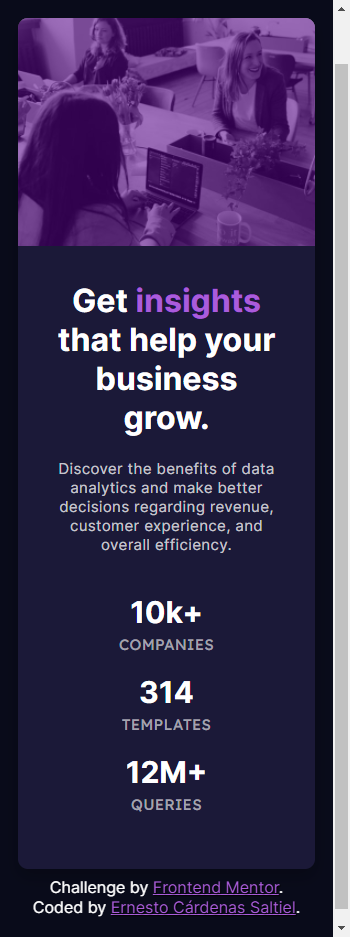 Get insights
that help your
business
grow.
Discover the benefits of data
analytics and make better
decisions regarding revenue,
customer experience, and
overall efficiency.
10k+
COMPANIES
314
TEMPLATES
12M+
QUERIES
Challenge by Frontend Mentor.
Coded by Ernesto Cárdenas Saltiel.